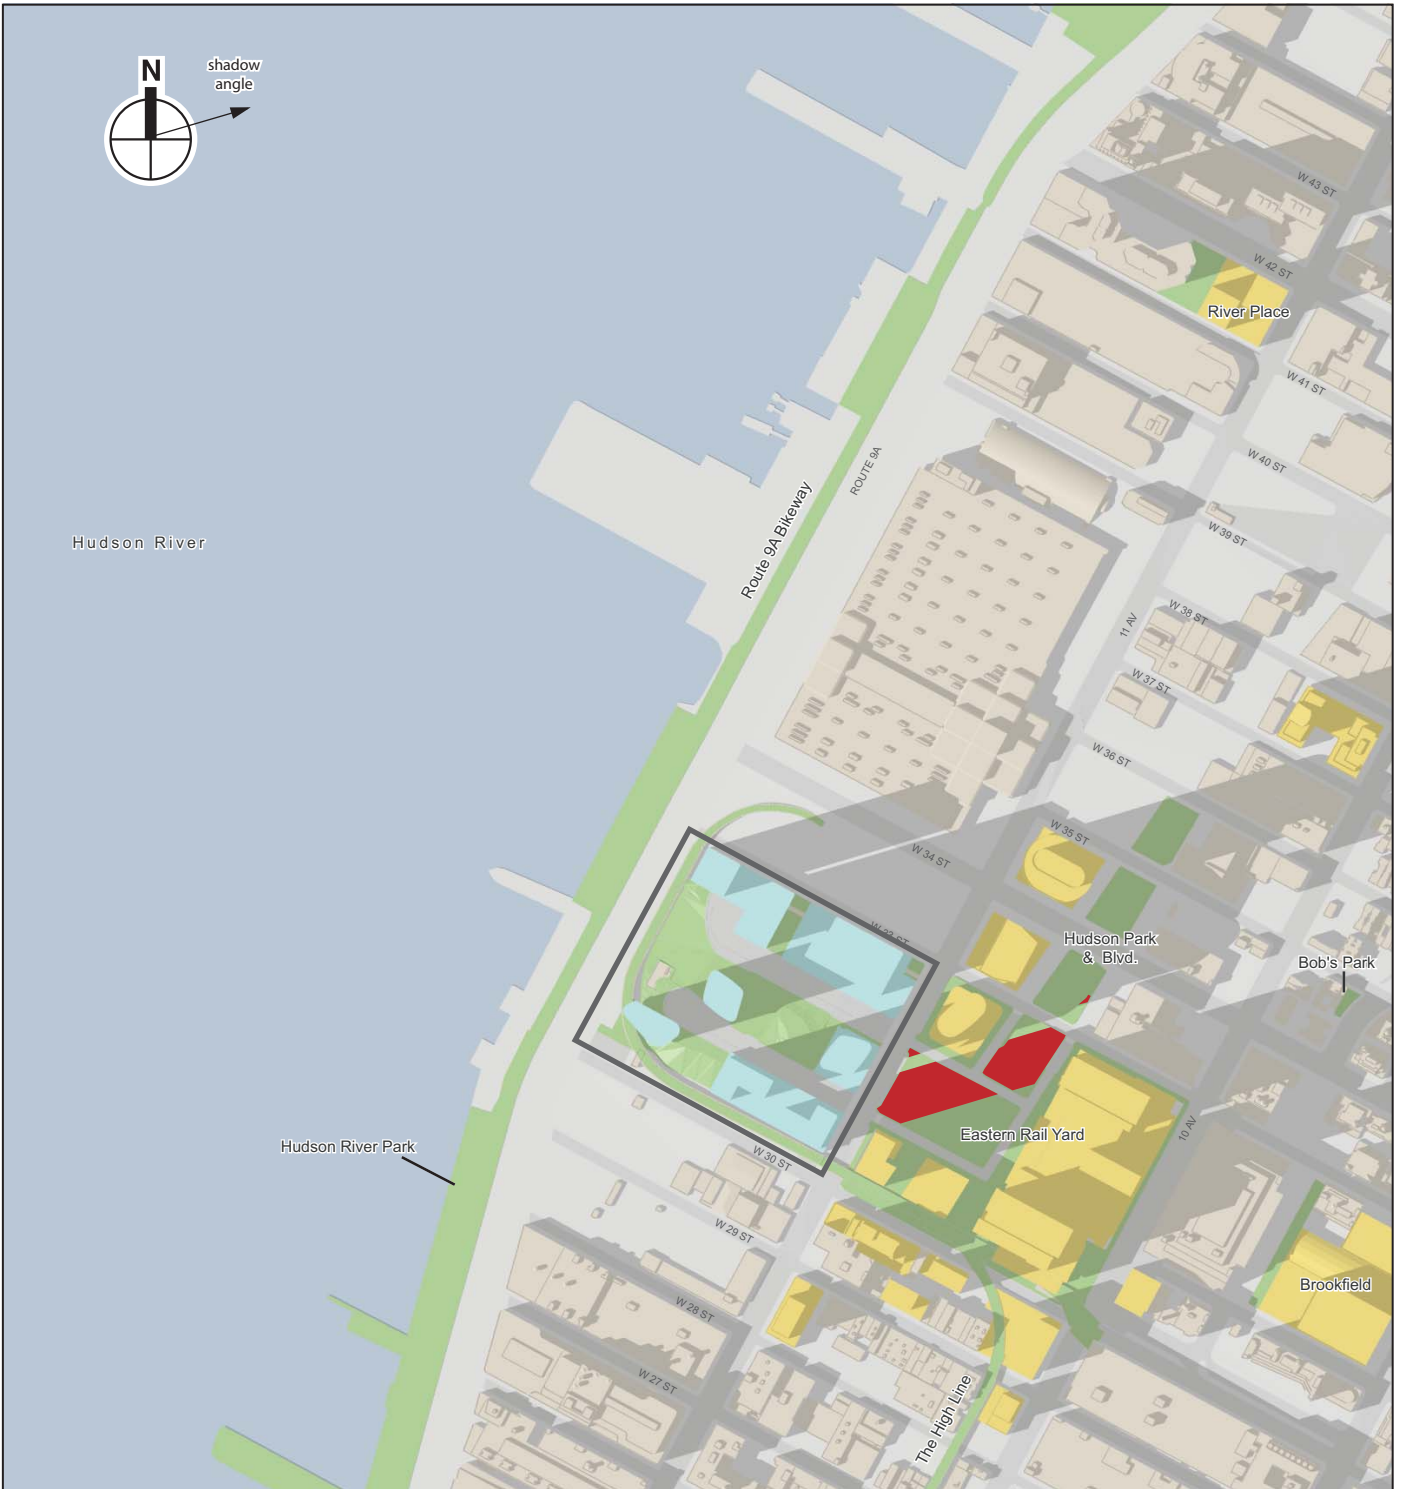 N
shadow
angle
W 43 ST
W 42 ST
River Place
W 41 ST
W 40 ST
ROUTE 9A
Route 9A Bikeway
W 39 ST
Hudson River
W 38 ST
11 AV
W 37 ST
W 36 ST
W 35 ST
W 34 ST
W 33 ST
Hudson Park
& Blvd.
Bob's Park
Eastern Rail Yard
10 AV
Hudson River Park
W 30 ST
W 29 ST
Brookfield
W 28 ST
W 27 ST
The High Line